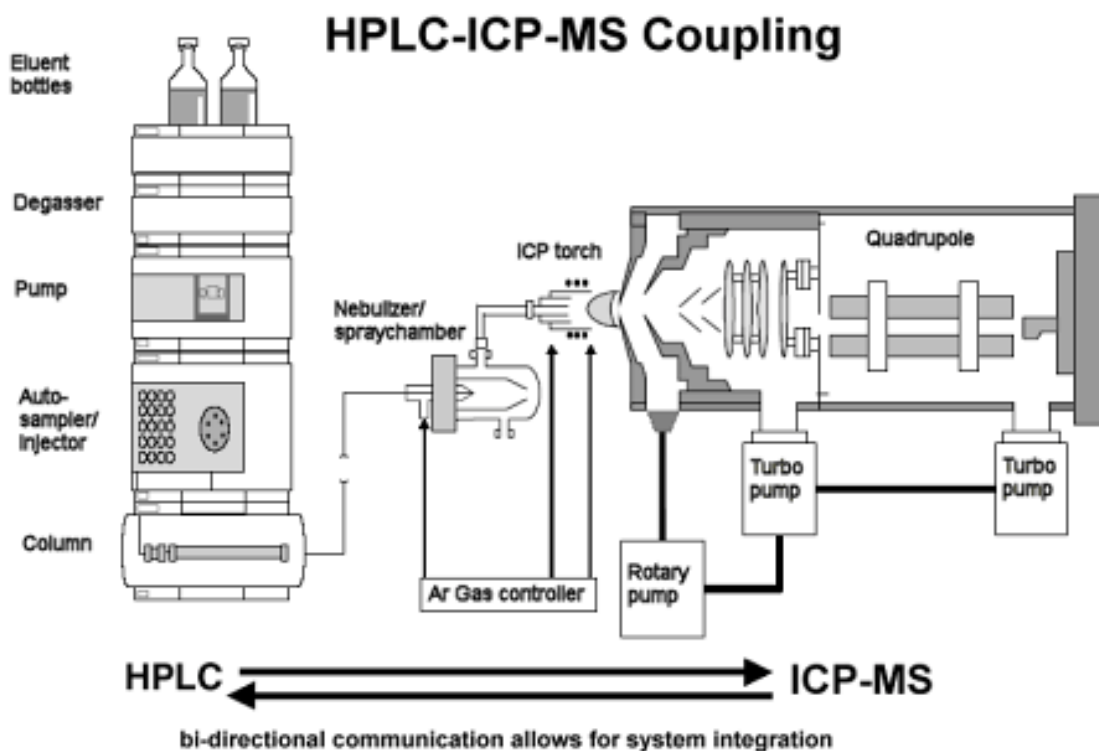 HPLC-ICP-MS Coupling
Eluent
bottles
Degasser
Pump
Auto-
sampler/
Injector
Column
Nebulizer/
spraychamber
ICP torch
Quadrupole
Turbo
pump
Turbo
pump
Rotary
pump
Ar Gas controller
HPLC
ICP-MS
bi-directional communication allows for system integration